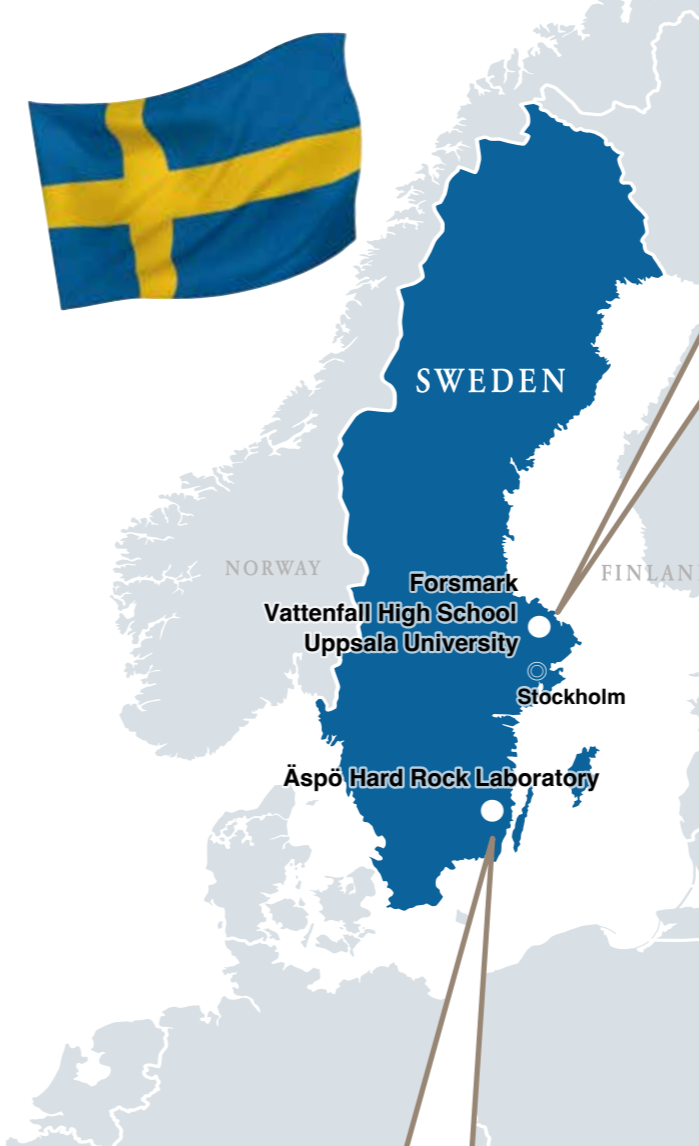 SWEDEN
NORWAY
FINLAN
Forsmark
Vattenfall High School
Uppsala University
Stockholm
Äspö Hard Rock Laboratory